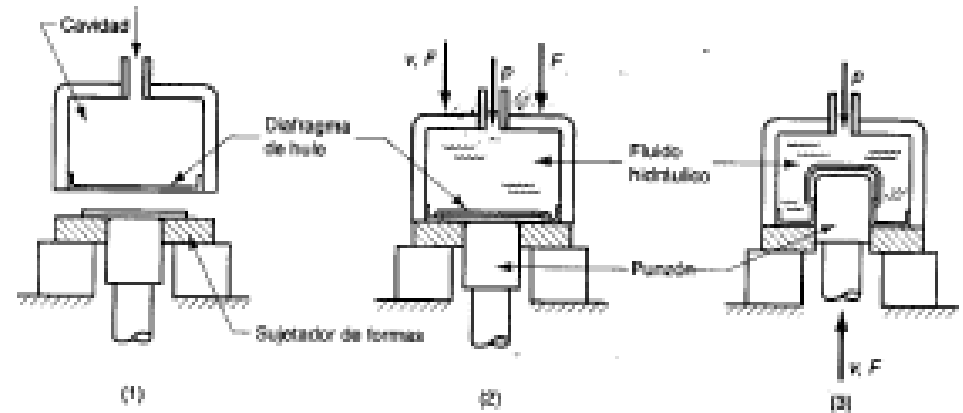 Cavidad
Diafragma
de hule
Sujetador de formas
(1)
v, F
P
F
Fluido
hidráulico
Punzón
(2)
P
v, F
(3)